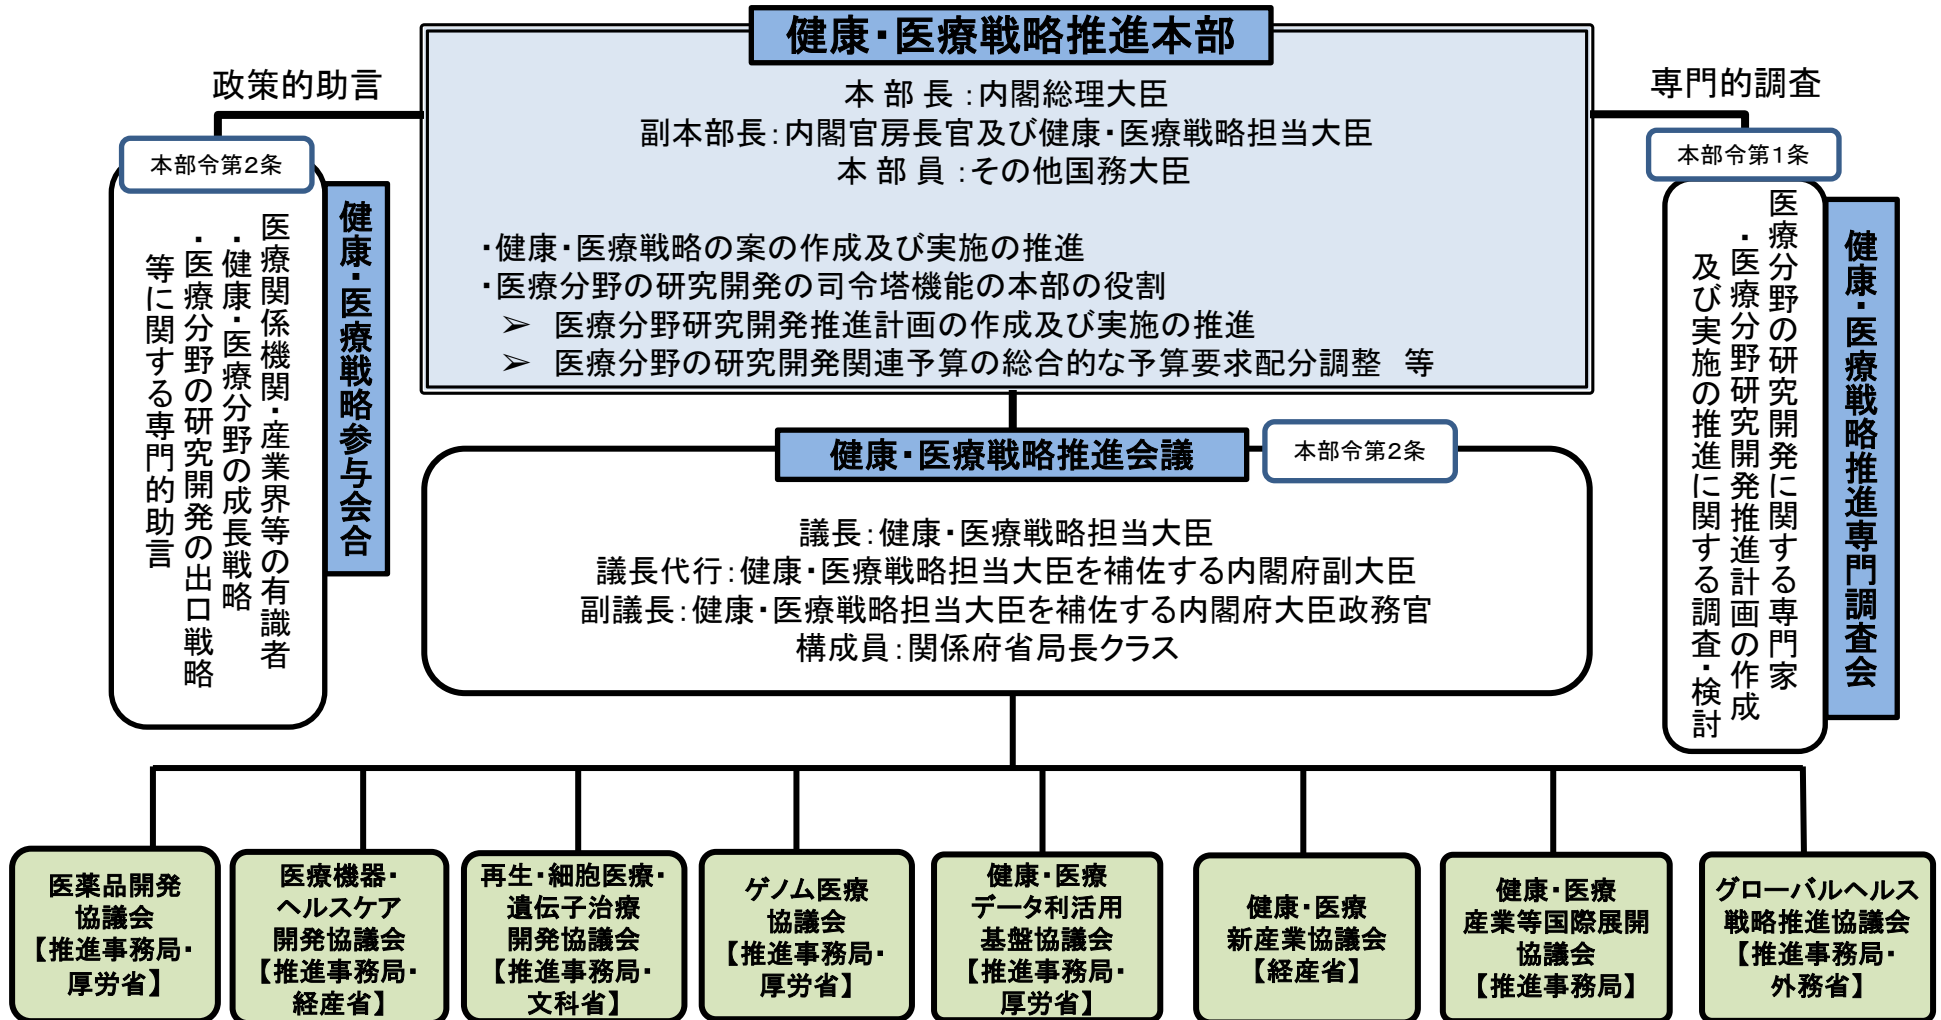 健康・医療戦略推進本部
本 部 長 :内閣総理大臣
副本部長:内閣官房長官及び健康・医療戦略担当大臣
本 部 員 :その他国務大臣
・健康・医療戦略の案の作成及び実施の推進
・医療分野の研究開発の司令塔機能の本部の役割
➢ 医療分野研究開発推進計画の作成及び実施の推進
➢ 医療分野の研究開発関連予算の総合的な予算要求配分調整 等
政策的助言
本部令第2条
健康・医療戦略参与会合
医療関係機関・産業界等の有識者
・健康・医療分野の成長戦略
・医療分野の研究開発の出口戦略
等に関する専門的助言
専門的調査
本部令第1条
健康・医療戦略推進専門調査会
医療分野の研究開発に関する専門家
・医療分野研究開発推進計画の作成
及び実施の推進に関する調査・検討
健康・医療戦略推進会議
本部令第2条
議長:健康・医療戦略担当大臣
議長代行:健康・医療戦略担当大臣を補佐する内閣府副大臣
副議長:健康・医療戦略担当大臣を補佐する内閣府大臣政務官
構成員:関係府省局長クラス
医薬品開発
協議会
【推進事務局・
厚労省】
医療機器・
ヘルスケア
開発協議会
【推進事務局・
経産省】
再生・細胞医療・
遺伝子治療
開発協議会
【推進事務局・
文科省】
ゲノム医療
協議会
【推進事務局・
厚労省】
健康・医療
データ利活用
基盤協議会
【推進事務局・
厚労省】
健康・医療
新産業協議会
【経産省】
健康・医療
産業等国際展開
協議会
【推進事務局】
グローバルヘルス
戦略推進協議会
【推進事務局・
外務省】